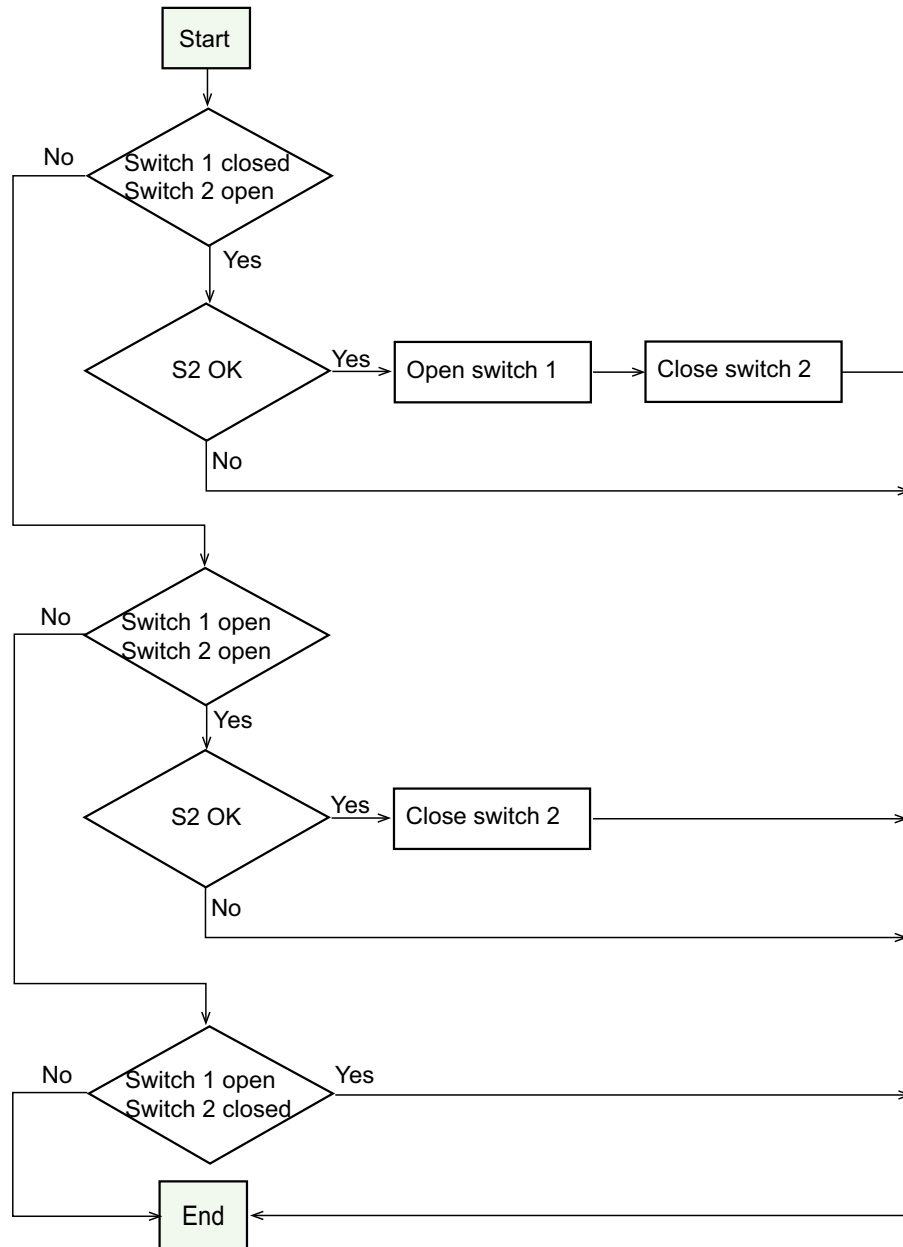 Start
No
Switch 1 closed
Switch 2 open
Yes
S2 OK
Yes
Open switch 1
Close switch 2
No
No
Switch 1 open
Switch 2 open
Yes
S2 OK
Yes
Close switch 2
No
No
Switch 1 open
Switch 2 closed
Yes
End